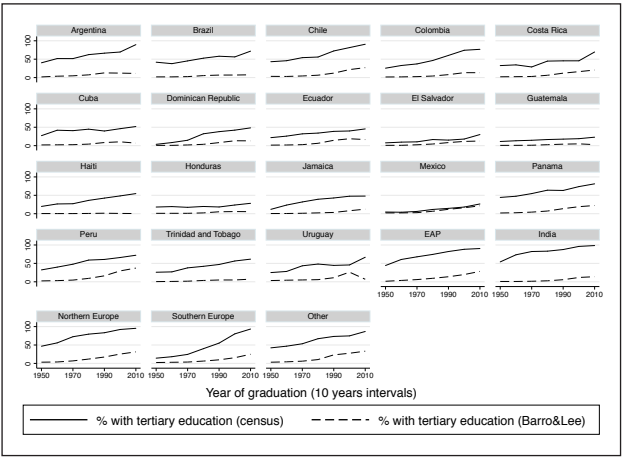 Argentina Brazil Chile Colombia Costa Rica
100
50
0
Cuba Dominican Republic Ecuador El Salvador Guatemala
100
50
0
Haiti Honduras Jamaica Mexico Panama
100
50
0
Peru Trinidad and Tobago Uruguay EAP India
100
50
0
1950 1970 1990 2010 1950 1970 1990 2010
Northern Europe Southern Europe Other
100
50
0
1950 1970 1990 2010 1950 1970 1990 2010 1950 1970 1990 2010
Year of graduation (10 years intervals)
% with tertiary education (census) % with tertiary education (Barro&Lee)